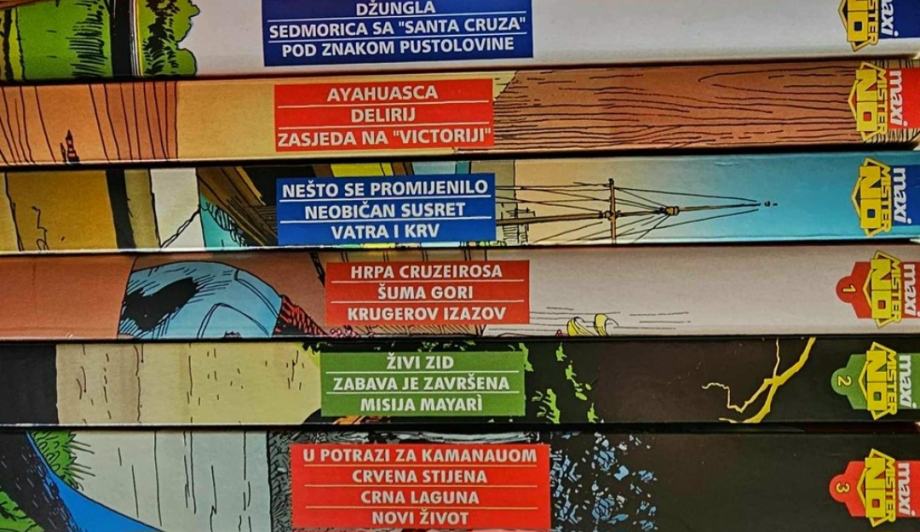 DŽUNGLA
SEDMORICA SA "SANTA CRUZA"
POD ZNAKOM PUSTOLOVINE
maxi
MISTER
NO
AYAHUASCA
DELIRIJ
ZASJEDA NA "VICTORIJI"
maxi
MISTER
NO
NEŠTO SE PROMIJENILO
NEOBIČAN SUSRET
VATRA I KRV
maxi
MISTER
NO
HRPA CRUZEIROSA
ŠUMA GORI
KRUGEROV IZAZOV
1
maxi
MISTER
NO
ŽIVI ZID
ZABAVA JE ZAVRŠENA
MISIJA MAYARÌ
2
maxi
MISTER
NO
U POTRAZI ZA KAMANAUOM
CRVENA STIJENA
CRNA LAGUNA
NOVI ŽIVOT
3
maxi
MISTER
NO